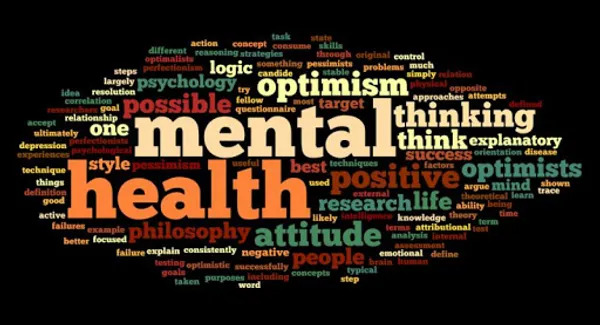 task state
action concept consume skills
different reasoning strategies through original control
optimalists something pessimists much
steps perfectionism logic candide stable problems simply relation
largely psychology optimism physical opposite
idea resolution try approaches attempts
correlation possible fellow most target thinking defined
researchers goal questionnaire
relationship one mental think explanatory
accept
ultimately perfectionists success orientation disease
depression psychological
experiences style pessimism useful best techniques factors optimists
technique health positive mind shown
things used argue
definition external theoretical learn trace
good research life ability being
active likely intelligence knowledge theory time
failures example philosophy attitude terms attributional term
better focused analysis internal test
failure explain consistently negative people assessment
emotional define
testing optimistic successfully brain human
goals including concepts typical
taken purposes step
word